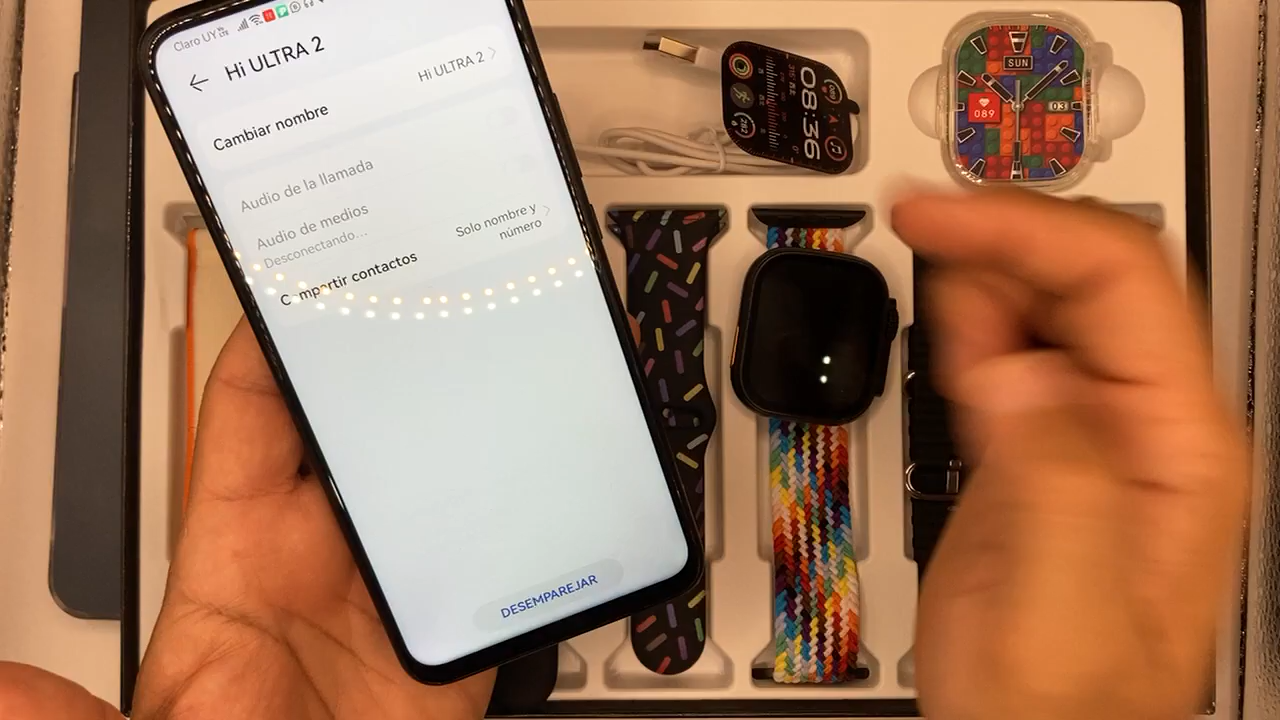 Claro UY
Hi ULTRA 2
Cambiar nombre
Hi ULTRA 2
Audio de la llamada
Audio de medios
Desconectando...
Compartir contactos
Solo nombre y
número
DESEMPAREJAR
08:36
SUN
03
089